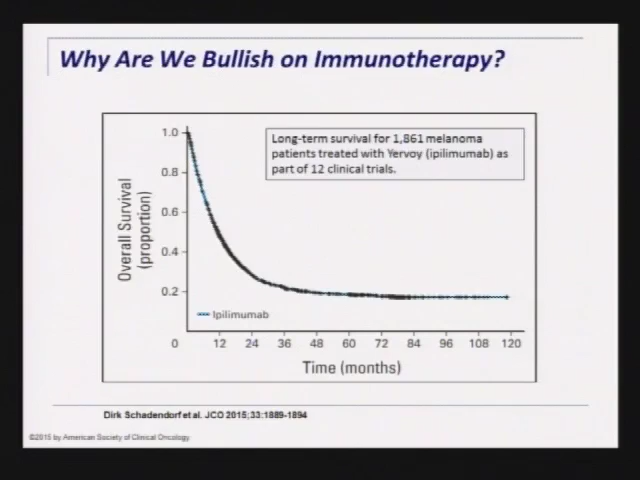 Why Are We Bullish on Immunotherapy?
Long-term survival for 1,861 melanoma
patients treated with Yervoy (ipilimumab) as
part of 12 clinical trials.
Overall Survival
(proportion)
1.0
0.8
0.6
0.4
0.2
Ipilimumab
0 12 24 36 48 60 72 84 96 108 120
Time (months)
Dirk Schadendorf et al. JCO 2015;33:1889-1894
©2015 by American Society of Clinical Oncology